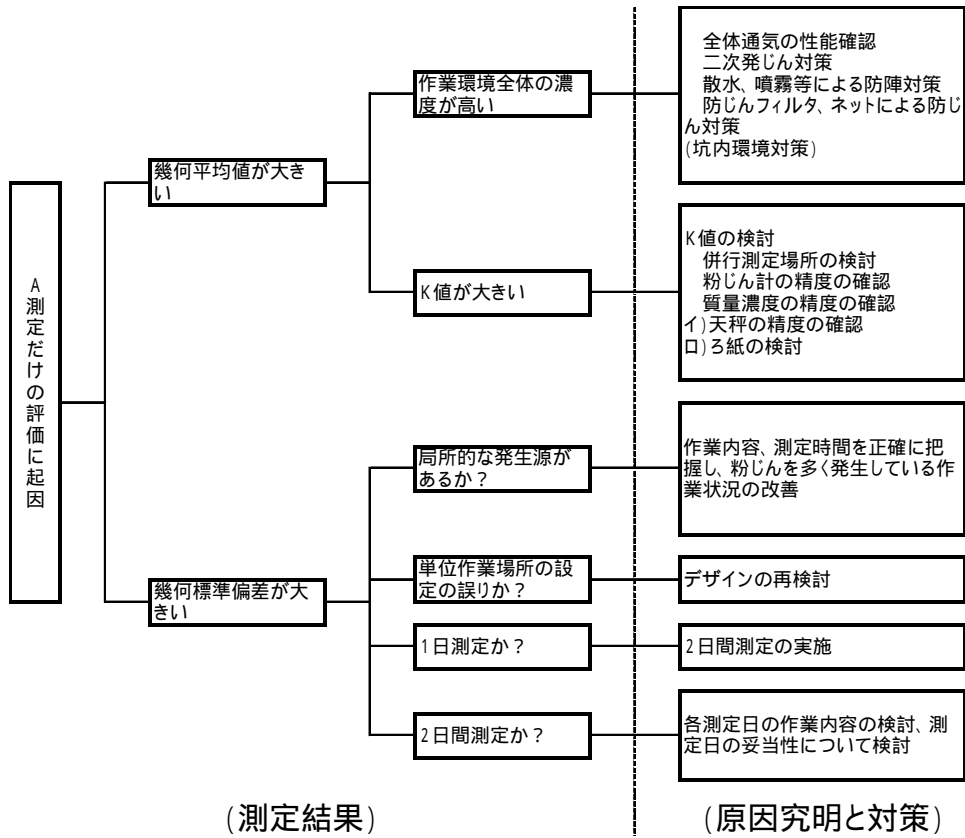 A測定だけの評価に起因
幾何平均値が大き
い
幾何標準偏差が大
きい
作業環境全体の濃
度が高い
K値が大きい
局所的な発生源が
あるか？
単位作業場所の設
定の誤りか？
1日測定か？
2日間測定か？
全体通気の性能確認
二次発じん対策
散水、噴霧等による防陣対策
防じんフィルタ、ネットによる防じ
ん対策
(坑内環境対策)
K値の検討
併行測定場所の検討
粉じん計の精度の確認
質量濃度の精度の確認
イ)天秤の精度の確認
ロ)ろ紙の検討
作業内容、測定時間を正確に把
握し、粉じんを多く発生している作
業状況の改善
デザインの再検討
2日間測定の実施
各測定日の作業内容の検討、測
定日の妥当性について検討
(測定結果)
(原因究明と対策)